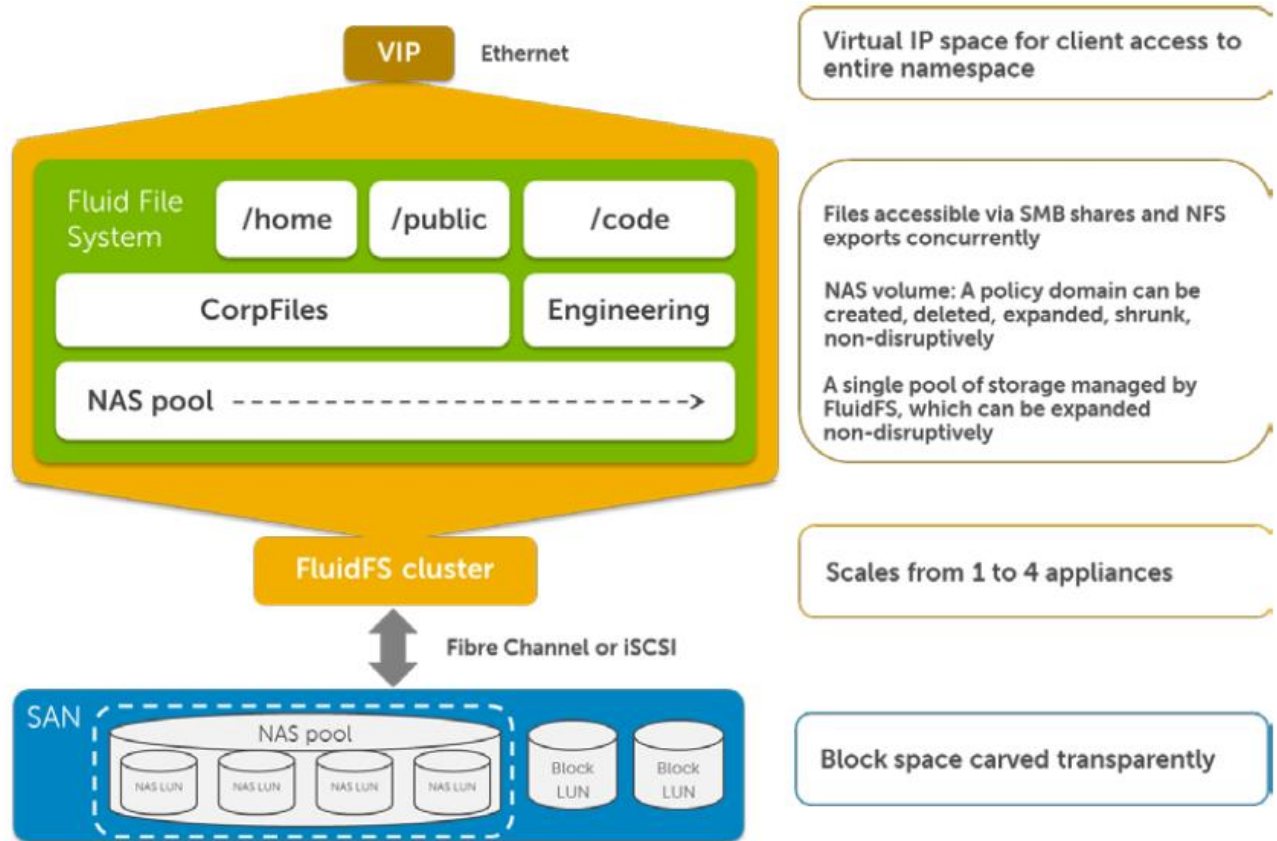 VIP
Ethernet
Virtual IP space for client access to
entire namespace
Fluid File
System
/home
/public
/code
CorpFiles
Engineering
NAS pool
Files accessible via SMB shares and NFS
exports concurrently
NAS volume: A policy domain can be
created, deleted, expanded, shrunk,
non-disruptively
A single pool of storage managed by
FluidFS, which can be expanded
non-disruptively
FluidFS cluster
Scales from 1 to 4 appliances
Fibre Channel or iSCSI
SAN
NAS pool
NAS LUN
NAS LUN
NAS LUN
NAS LUN
Block
LUN
Block
LUN
Block space carved transparently